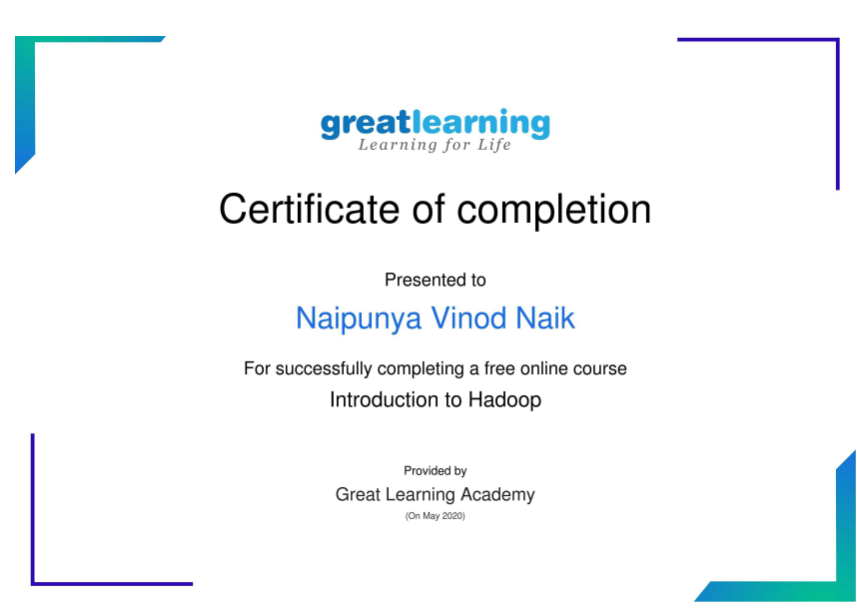 greatlearning
Learning for Life
Certificate of completion
Presented to
Naipunya Vinod Naik
For successfully completing a free online course
Introduction to Hadoop
Provided by
Great Learning Academy
(On May 2020)